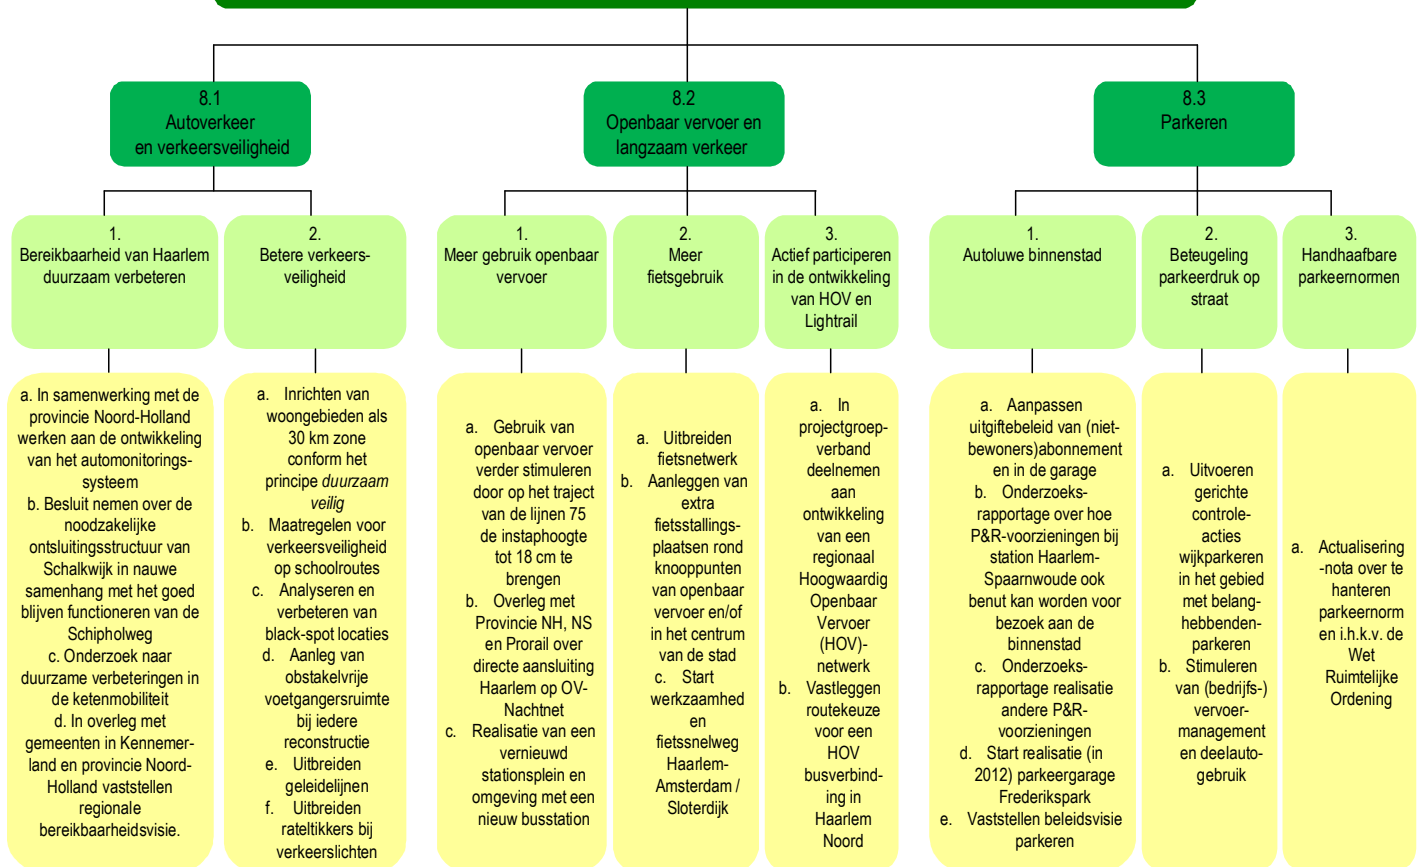 8.1
Autoverkeer
en verkeersveiligheid
8.2
Openbaar vervoer en
langzaam verkeer
8.3
Parkeren
1.
Bereikbaarheid van Haarlem
duurzaam verbeteren
2.
Betere verkeers-
veiligheid
1.
Meer gebruik openbaar
vervoer
2.
Meer
fietsgebruik
3.
Actief participeren
in de ontwikkeling
van HOV en
Lightrail
1.
Autoluwe binnenstad
2.
Beteugeling
parkeerdruk op
straat
3.
Handhaafbare
parkeernormen
a. In samenwerking met de
provincie Noord-Holland
werken aan de ontwikkeling
van het automonitorings-
systeem
b. Besluit nemen over de
noodzakelijke
ontsluitingsstructuur van
Schalkwijk in nauwe
samenhang met het goed
blijven functioneren van de
Schipholweg
c. Onderzoek naar
duurzame verbeteringen in
de ketenmobiliteit
d. In overleg met
gemeenten in Kennemer-
land en provincie Noord-
Holland vaststellen
regionale
bereikbaarheidsvisie.
a. Inrichten van
woongebieden als
30 km zone
conform het
principe duurzaam
veilig
b. Maatregelen voor
verkeersveiligheid
op schoolroutes
c. Analyseren en
verbeteren van
black-spot locaties
d. Aanleg van
obstakelvrije
voetgangersruimte
bij iedere
reconstructie
e. Uitbreiden
geleidelijnen
f. Uitbreiden
rateltikkers bij
verkeerslichten
a. Gebruik van
openbaar vervoer
verder stimuleren
door op het traject
van de lijnen 75
de instaphoogte
tot 18 cm te
brengen
b. Overleg met
Provincie NH, NS
en Prorail over
directe aansluiting
Haarlem op OV-
Nachtnet
c. Realisatie van een
vernieuwd
stationsplein en
omgeving met een
nieuw busstation
a. Uitbreiden
fietsnetwerk
b. Aanleggen van
extra
fietsstallings-
plaatsen rond
knooppunten
van openbaar
vervoer en/of
in het centrum
van de stad
c. Start
werkzaamhed
en
fietssnelweg
Haarlem-
Amsterdam /
Sloterdijk
a. In
projectgroep-
verband
deelnemen
aan
ontwikkeling
van een
regionaal
Hoogwaardig
Openbaar
Vervoer
(HOV)-
netwerk
b. Vastleggen
routekeuze
voor een
HOV
busverbind-
ing in
Haarlem
Noord
a. Aanpassen
uitgiftebeleid van (niet-
bewoners)abonnement
en in de garage
b. Onderzoeks-
rapportage over hoe
P&R-voorzieningen bij
station Haarlem-
Spaarnwoude ook
benut kan worden voor
bezoek aan de
binnenstad
c. Onderzoeks-
rapportage realisatie
andere P&R-
voorzieningen
d. Start realisatie (in
2012) parkeergarage
Frederikspark
e. Vaststellen beleidsvisie
parkeren
a. Uitvoeren
gerichte
controle-
acties
wijkparkeren
in het gebied
met belang-
hebbenden-
parkeren
b. Stimuleren
van (bedrijfs-)
vervoer-
management
en deelauto-
gebruik
a. Actualisering
-nota over te
hanteren
parkeernorm
en i.h.k.v. de
Wet
Ruimtelijke
Ordening